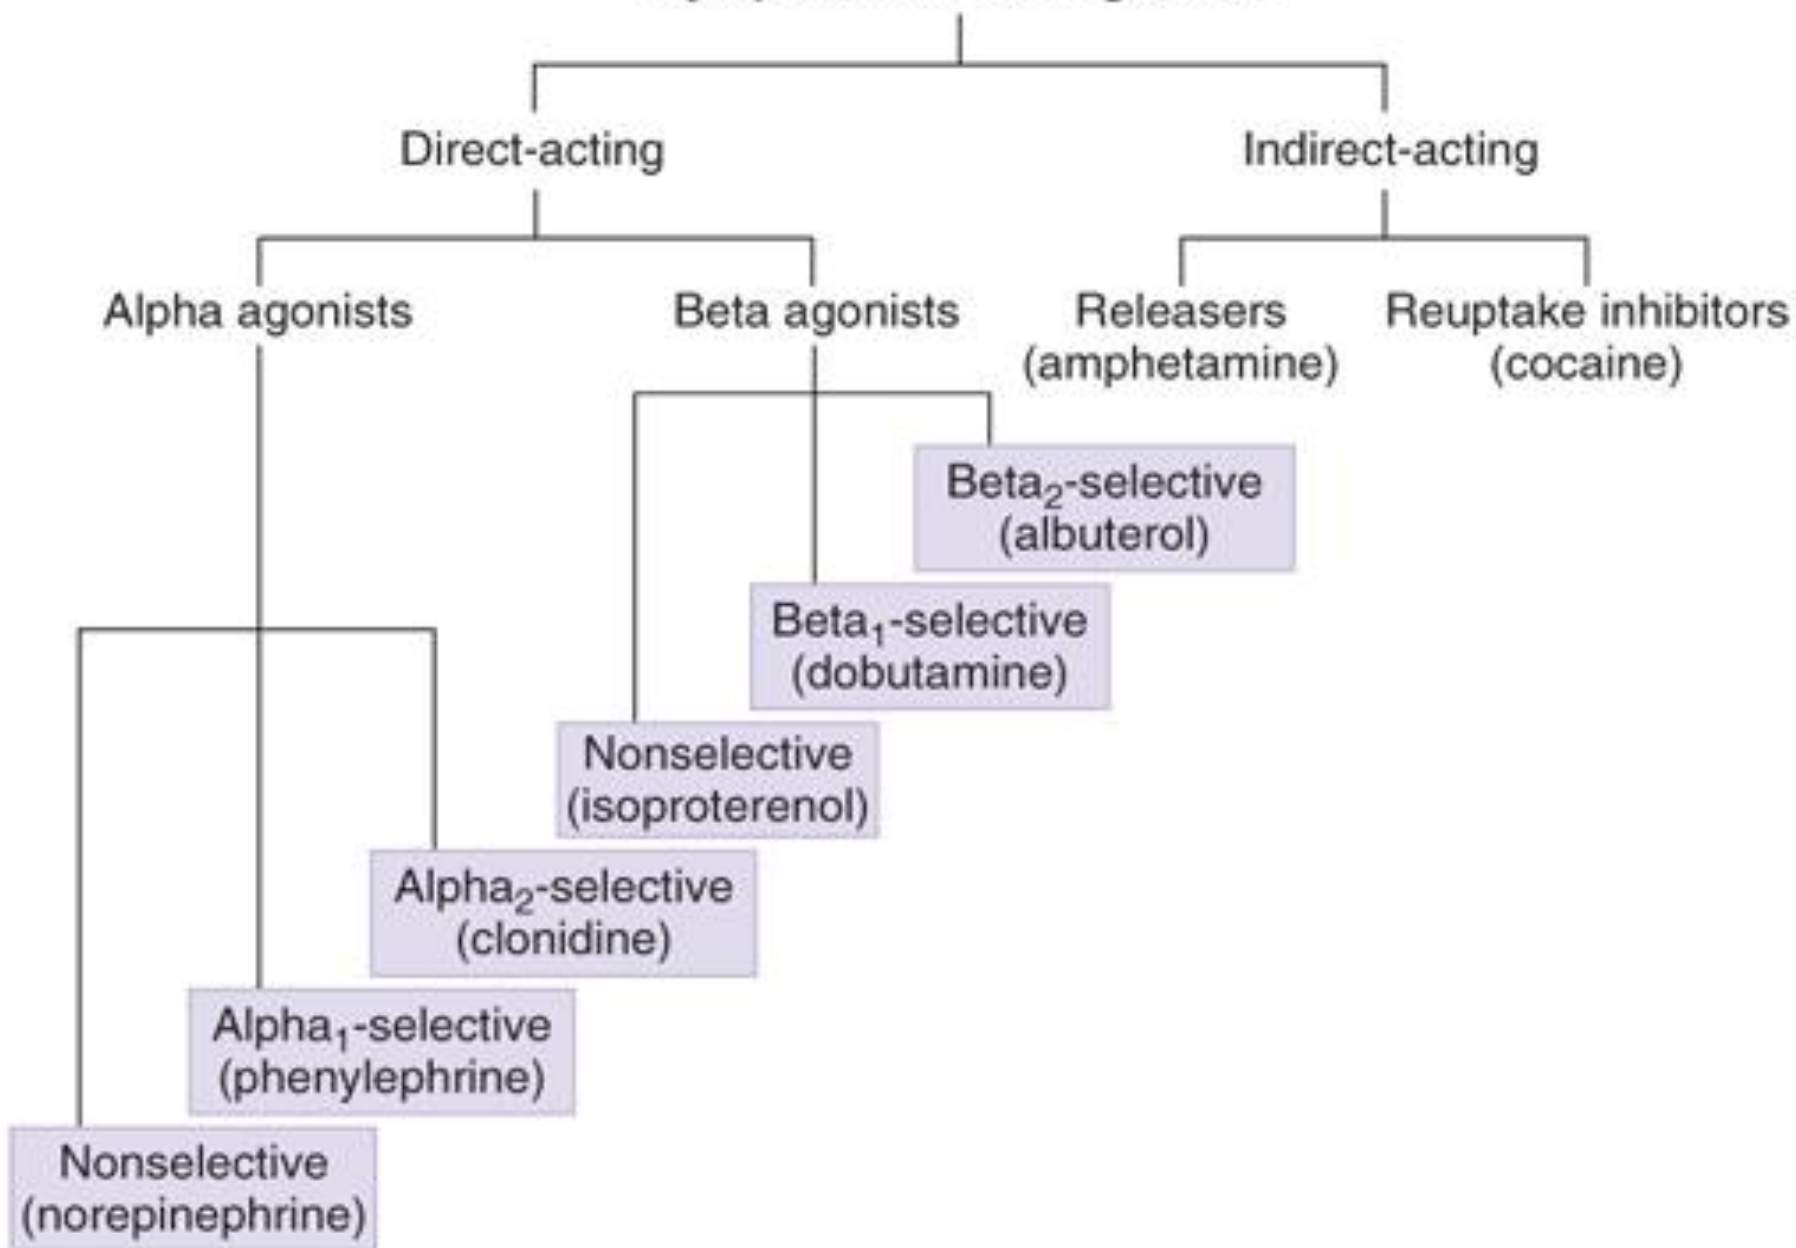 Direct-acting
Indirect-acting
Alpha agonists
Beta agonists
Releasers
(amphetamine)
Reuptake inhibitors
(cocaine)
Beta₂-selective
(albuterol)
Beta₁-selective
(dobutamine)
Nonselective
(isoproterenol)
Alpha₂-selective
(clonidine)
Alpha₁-selective
(phenylephrine)
Nonselective
(norepinephrine)